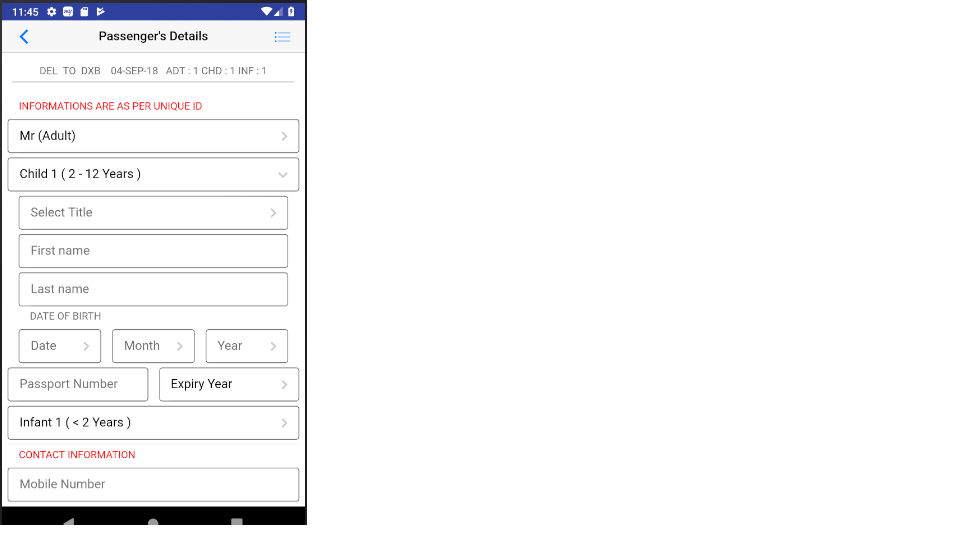 11:45
Passenger's Details
DEL TO DXB 04-SEP-18 ADT : 1 CHD : 1 INF : 1
INFORMATIONS ARE AS PER UNIQUE ID
Mr (Adult)
Child 1 ( 2 - 12 Years )
Select Title
First name
Last name
DATE OF BIRTH
Date Month Year
Passport Number Expiry Year
Infant 1 ( < 2 Years )
CONTACT INFORMATION
Mobile Number